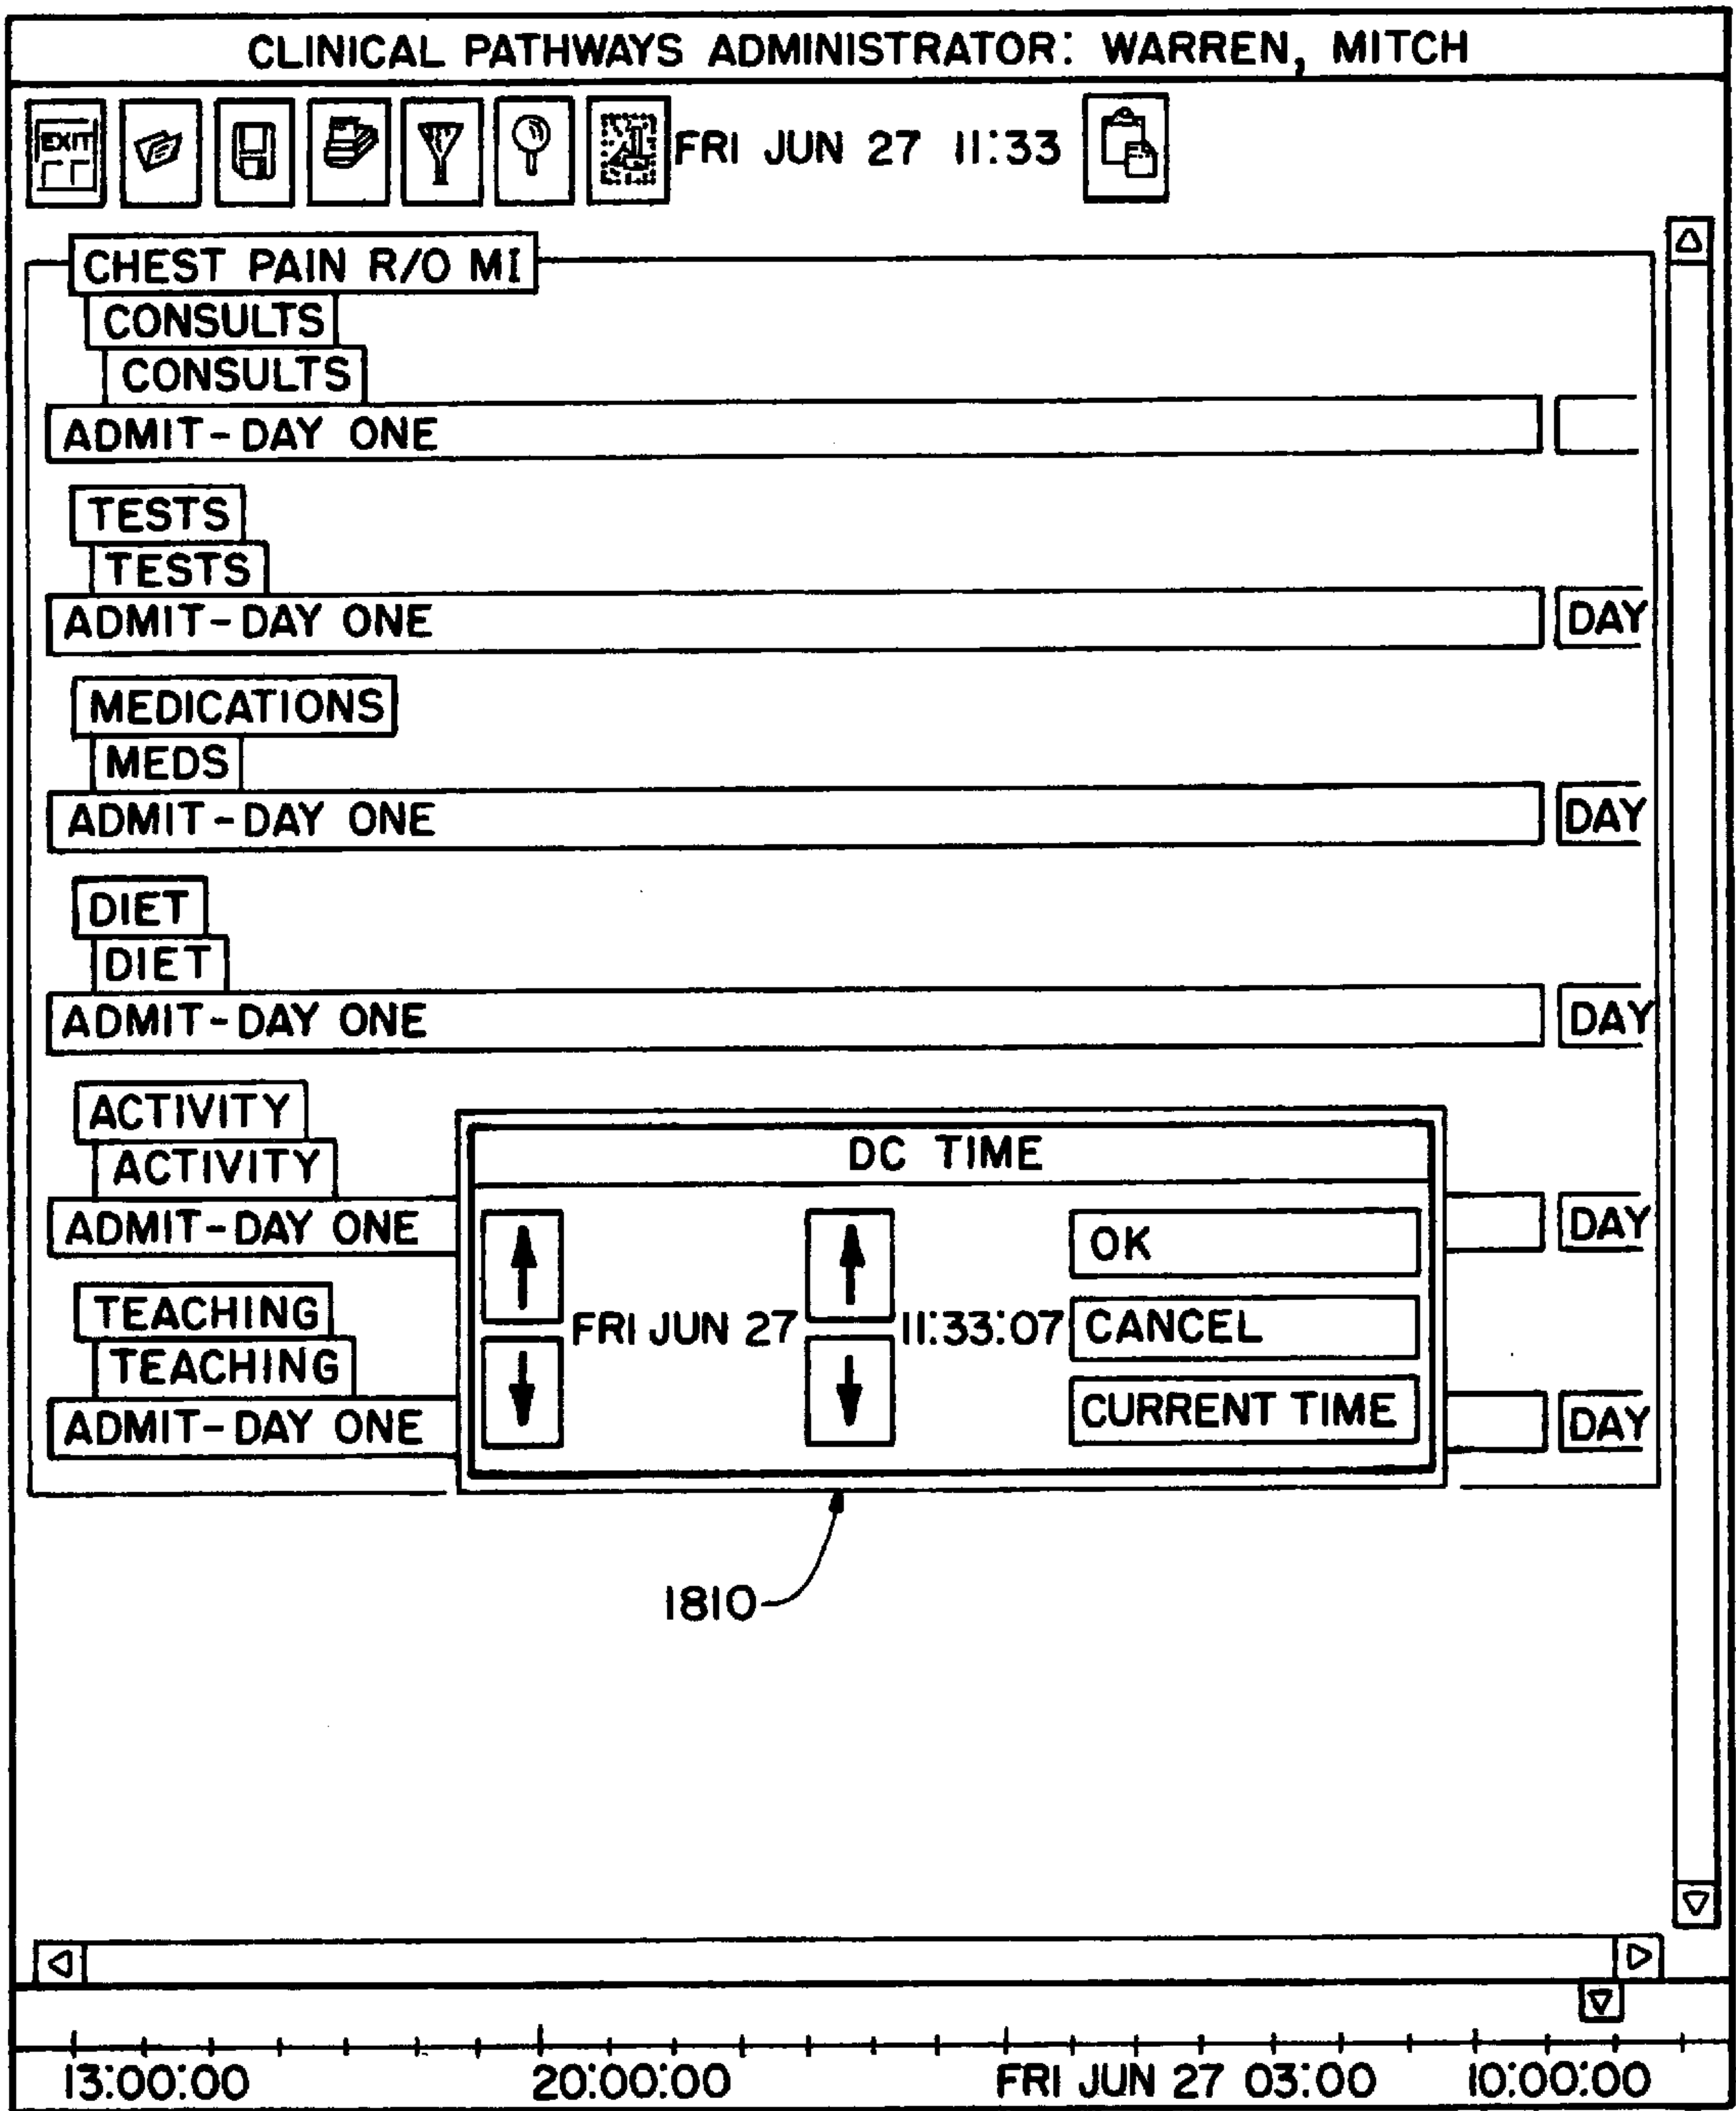 CLINICAL PATHWAYS ADMINISTRATOR: WARREN, MITCH
EXIT FRI JUN 27 11:33
CHEST PAIN R/O MI
CONSULTS
CONSULTS
ADMIT-DAY ONE
TESTS
TESTS
ADMIT-DAY ONE DAY
MEDICATIONS
MEDS
ADMIT-DAY ONE DAY
DIET
DIET
ADMIT-DAY ONE DAY
ACTIVITY
ACTIVITY
ADMIT-DAY ONE DAY
TEACHING
TEACHING
ADMIT-DAY ONE DAY
DC TIME
FRI JUN 27 11:33:07
OK
CANCEL
CURRENT TIME
1810
13:00:00 20:00:00 FRI JUN 27 03:00 10:00:00